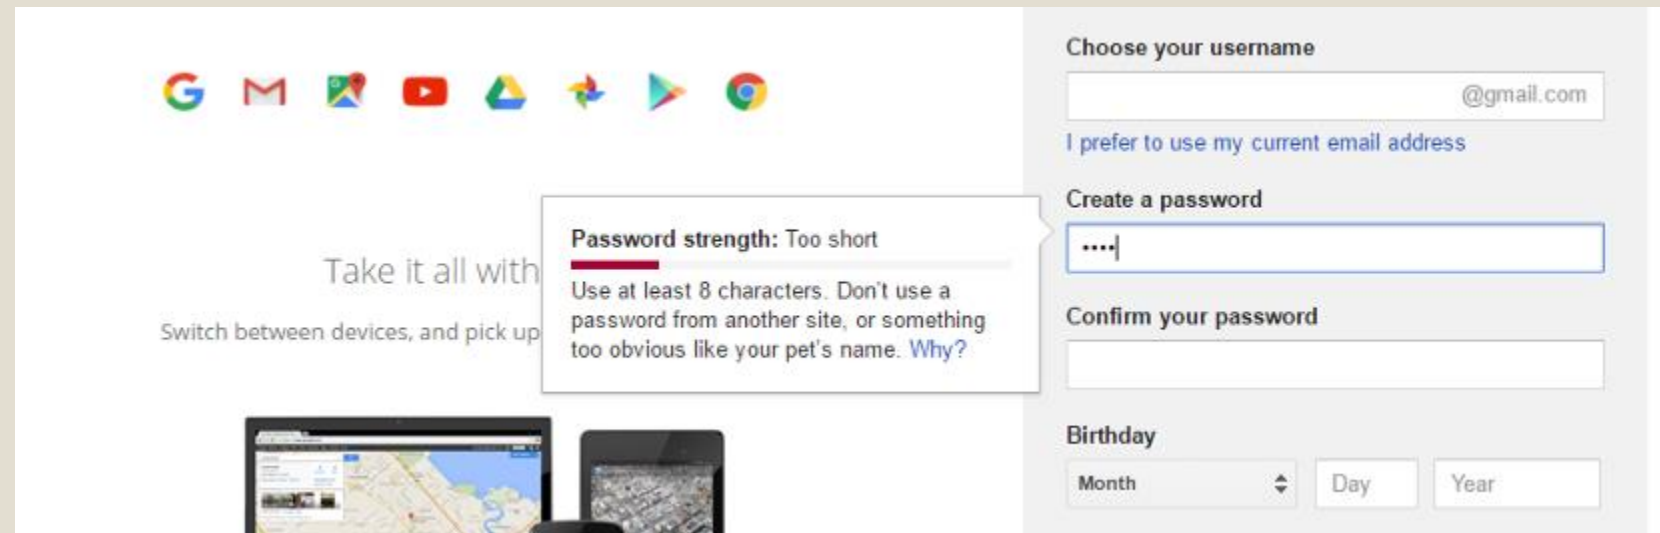 Choose your username
@gmail.com
I prefer to use my current email address
Create a password
••••
Password strength: Too short
Use at least 8 characters. Don't use a
password from another site, or something
too obvious like your pet's name. Why?
Take it all with
Switch between devices, and pick up
Confirm your password
Birthday
Month Day Year